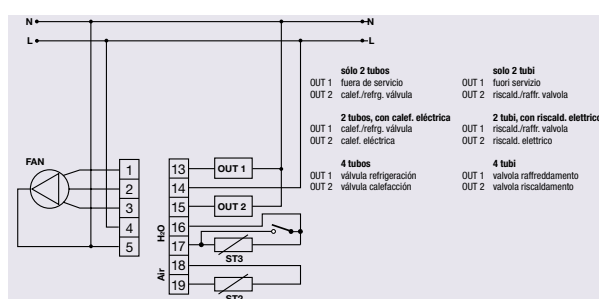 N N
L L
sólo 2 tubos
OUT 1 fuera de servicio
OUT 2 calef./refrg. válvula
2 tubos, con calef. eléctrica
OUT 1 calef./refrg. válvula
OUT 2 calef. eléctrica
4 tubos
OUT 1 válvula refrigeración
OUT 2 válvula calefacción
solo 2 tubi
OUT 1 fuori servizio
OUT 2 riscald./raffr. valvola
2 tubi, con riscald. elettrico
OUT 1 riscald./raffr. valvola
OUT 2 riscald. elettrico
4 tubi
OUT 1 valvola raffreddamento
OUT 2 valvola riscaldamento
FAN
1
2
3
4
5
13 OUT 1
14
15 OUT 2
16
17
H₂O
ST3
18
19
Air
ST2